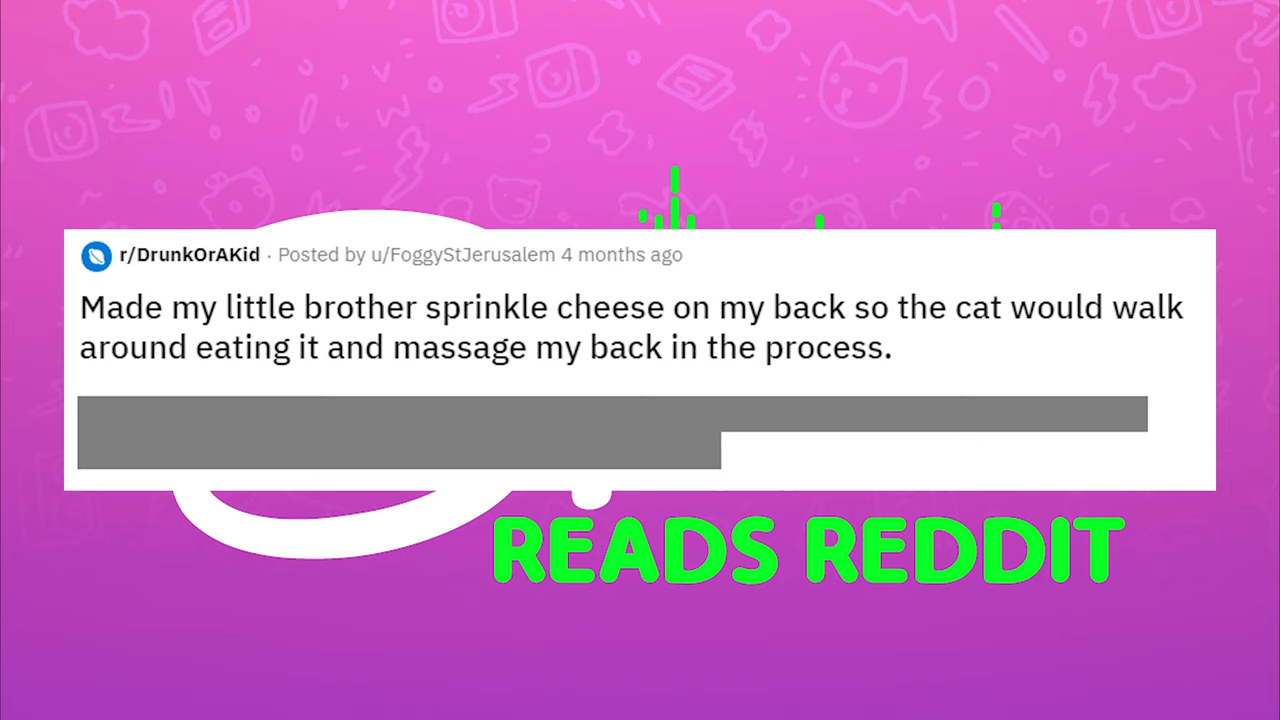 r/DrunkOrAKid · Posted by u/FoggyStJerusalem 4 months ago
Made my little brother sprinkle cheese on my back so the cat would walk
around eating it and massage my back in the process.
READS REDDIT